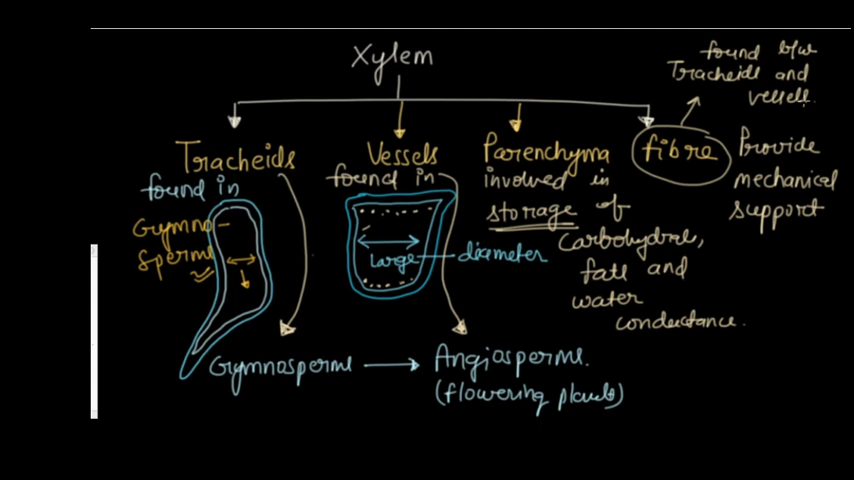 Xylem
found b/w
Tracheids and
vessels.
Tracheids
found in
Gymno
sperms
Vessels
found in
large
diameter
Parenchyma
involved in
storage of
Carbohydrates,
fats and
water
conductance.
fibre
Provide
mechanical
support
Gymnosperms → Angiosperms.
(flowering plants)